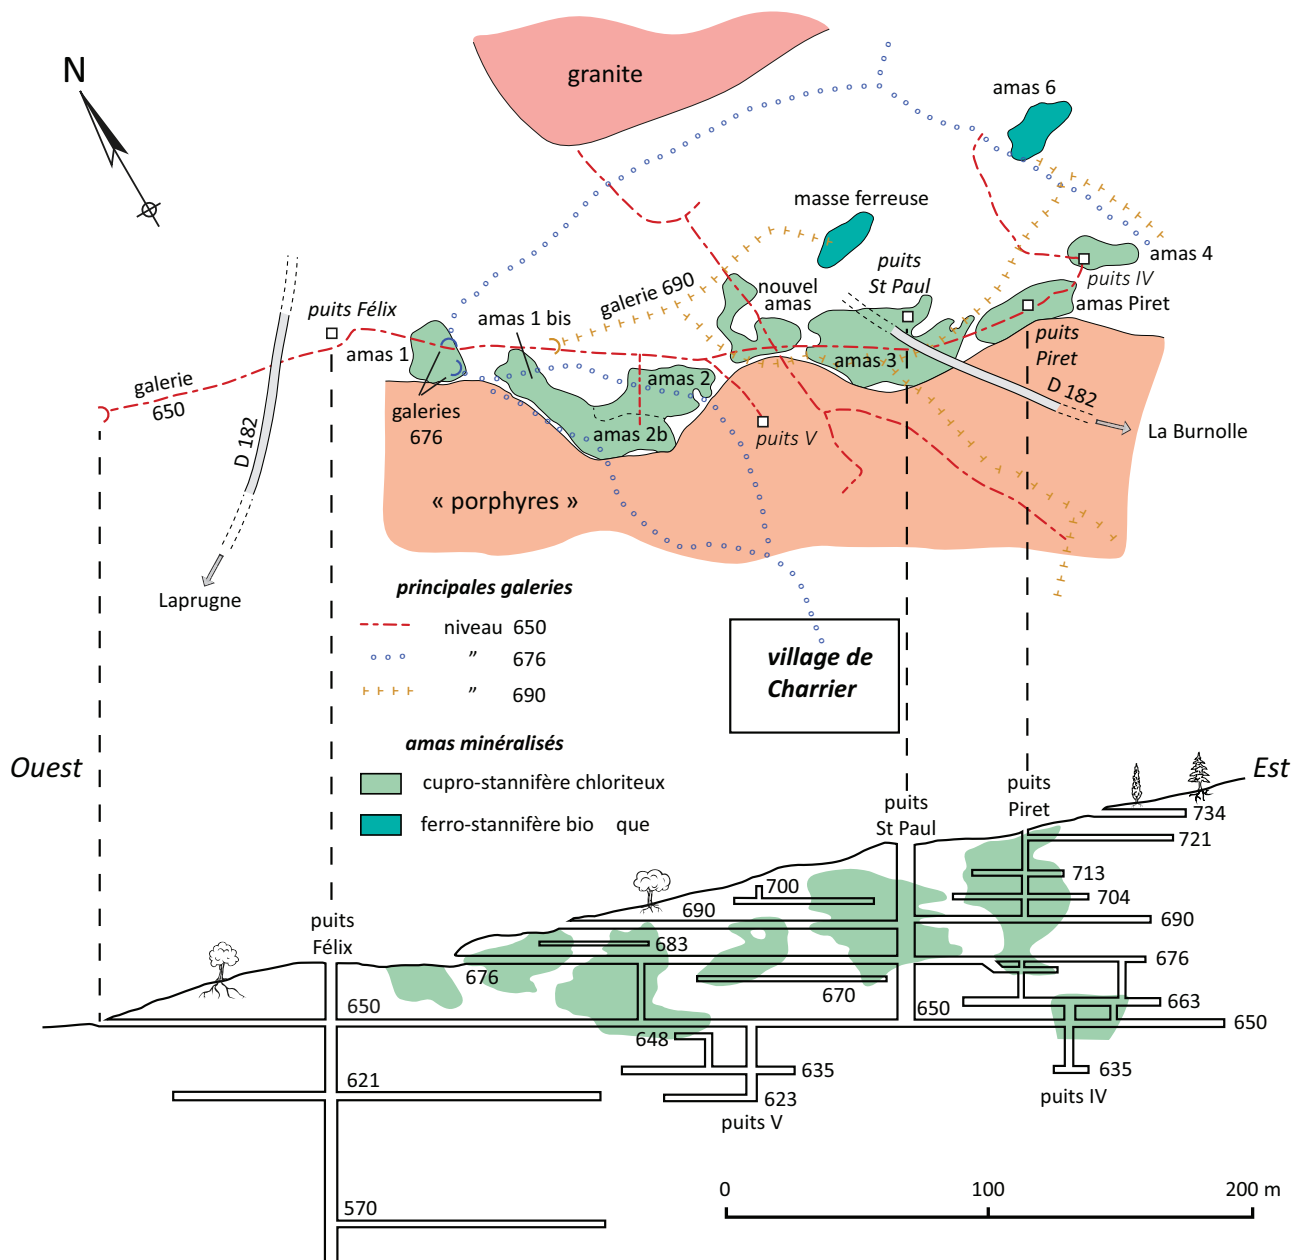 N
granite
amas 6
masse ferreuse
puits
St Paul
amas 4
puits IV
amas Piret
nouvel
amas
galerie 690
puits Félix
amas 1 bis
amas 1
puits
Piret
amas 3
amas 2
galerie
650
galeries
676
D 182
D 182
amas 2b
puits V
La Burnolle
« porphyres »
Laprugne
principales galeries
niveau 650
” 676
” 690
village de
Charrier
amas minéralisés
cupro-stannifère chloriteux
ferro-stannifère bio que
Ouest
Est
puits
Piret
puits
St Paul
734
721
713
704
700
690
690
puits
Félix
683
676
676
670
663
650
650
650
648
635
635
623
621
puits IV
puits V
570
0 100 200 m